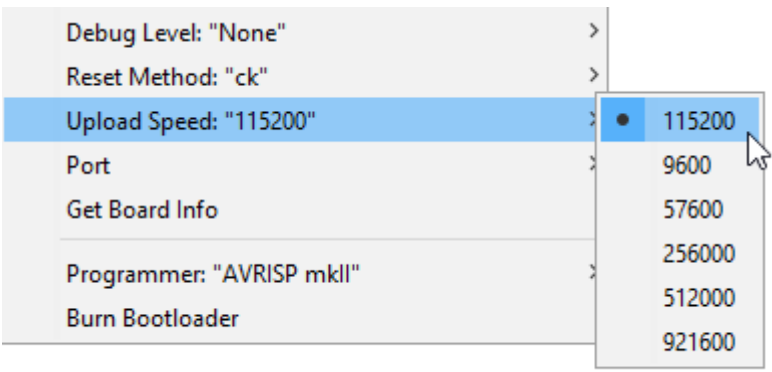 Debug Level: "None"
Reset Method: "ck"
Upload Speed: "115200"
Port
Get Board Info
Programmer: "AVRISP mkII"
Burn Bootloader
115200
9600
57600
256000
512000
921600